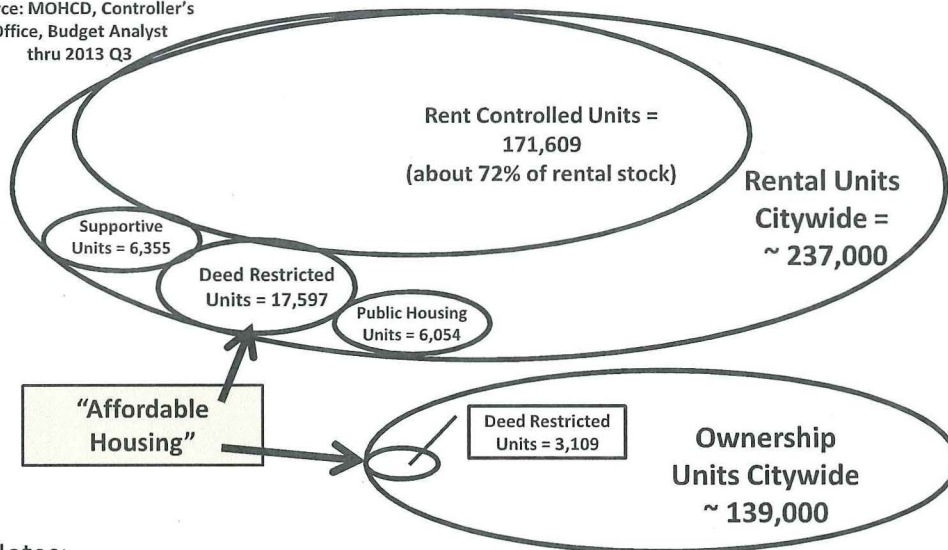 MOHCD, Controller's
Office, Budget Analyst
thru 2013 Q3
Rent Controlled Units =
171,609
(about 72% of rental stock)
Rental Units
Citywide =
~ 237,000
Supportive
Units = 6,355
Deed Restricted
Units = 17,597
Public Housing
Units = 6,054
"Affordable
Housing"
Deed Restricted
Units = 3,109
Ownership
Units Citywide
~ 139,000